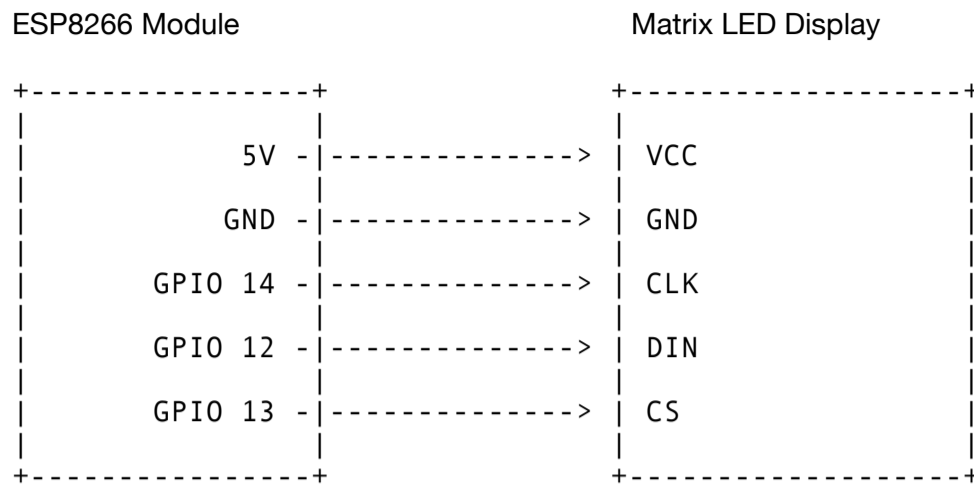 ESP8266 Module Matrix LED Display
+----------------+ +-------------------+
| | | |
| 5V -|--------------> | VCC |
| | | |
| GND -|--------------> | GND |
| | | |
| GPIO 14 -|--------------> | CLK |
| | | |
| GPIO 12 -|--------------> | DIN |
| | | |
| GPIO 13 -|--------------> | CS |
| | | |
+----------------+ +-------------------+